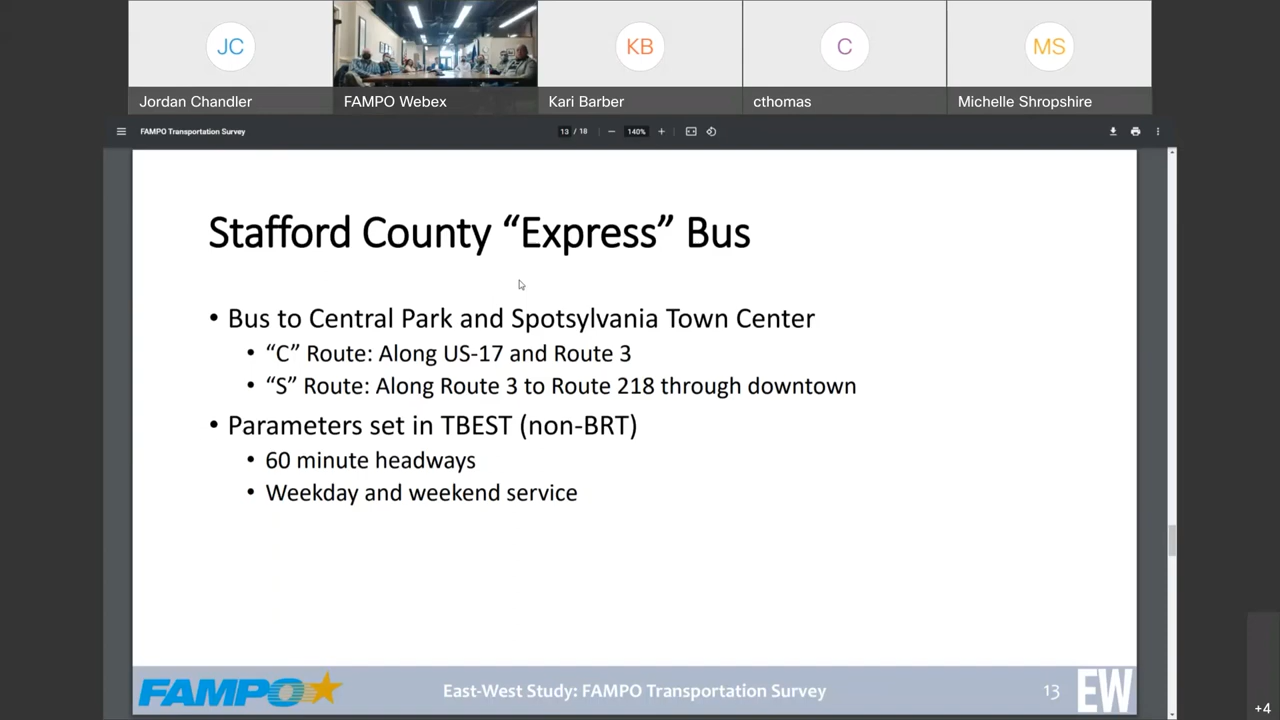 JC
KB
C
MS
Jordan Chandler
FAMPO Webex
Kari Barber
cthomas
Michelle Shropshire
FAMPO Transportation Survey
13 / 18
140%
Stafford County “Express” Bus
• Bus to Central Park and Spotsylvania Town Center
• “C” Route: Along US-17 and Route 3
• “S” Route: Along Route 3 to Route 218 through downtown
• Parameters set in TBEST (non-BRT)
• 60 minute headways
• Weekday and weekend service
FAMPO
East-West Study: FAMPO Transportation Survey
13
EW
+4